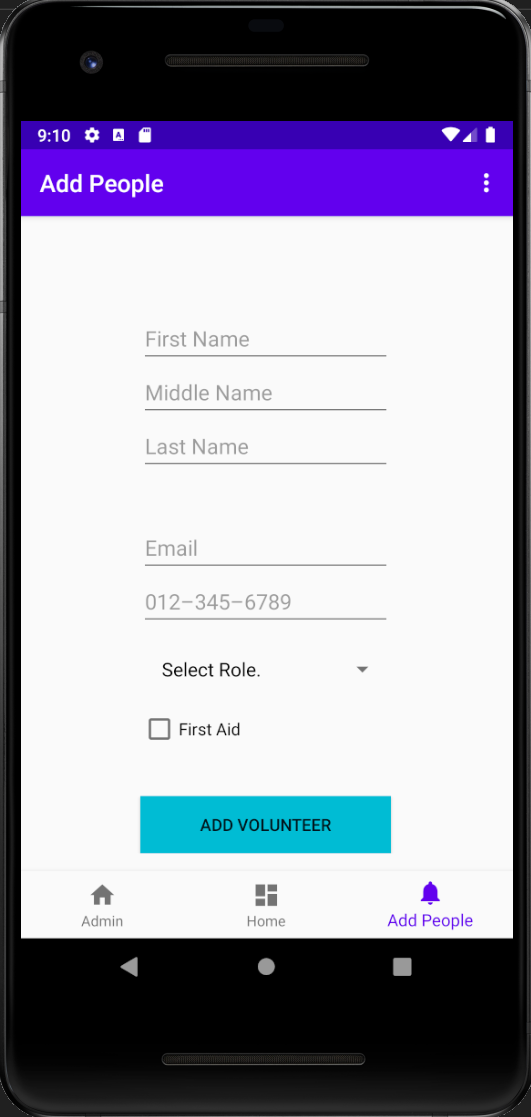 9:10
Add People
First Name
Middle Name
Last Name
Email
012–345–6789
Select Role.
First Aid
ADD VOLUNTEER
Admin
Home
Add People